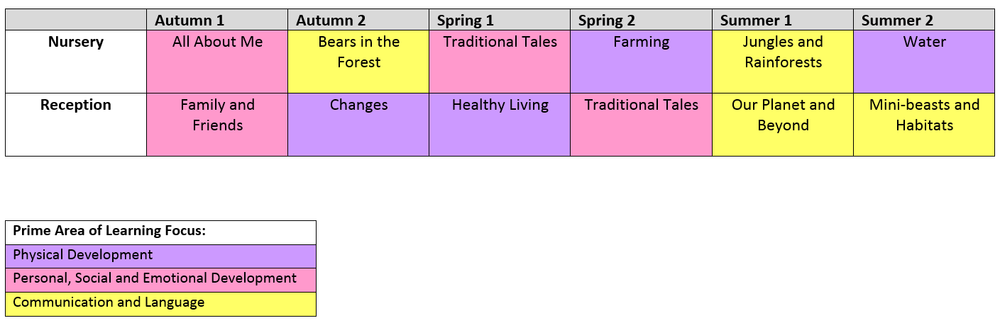 Autumn 1 Autumn 2 Spring 1 Spring 2 Summer 1 Summer 2
Nursery All About Me Bears in the Traditional Tales Farming Jungles and Water
Forest Rainforests
Reception Family and Changes Healthy Living Traditional Tales Our Planet and Mini-beasts and
Friends Beyond Habitats
Prime Area of Learning Focus:
Physical Development
Personal, Social and Emotional Development
Communication and Language